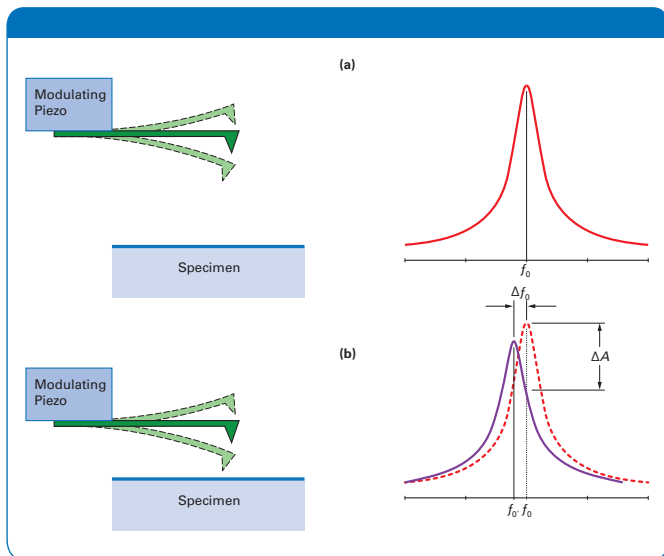 (a)
Modulating
Piezo
Specimen
f₀
Δf₀
(b)
Modulating
Piezo
ΔA
Specimen
f₀' f₀